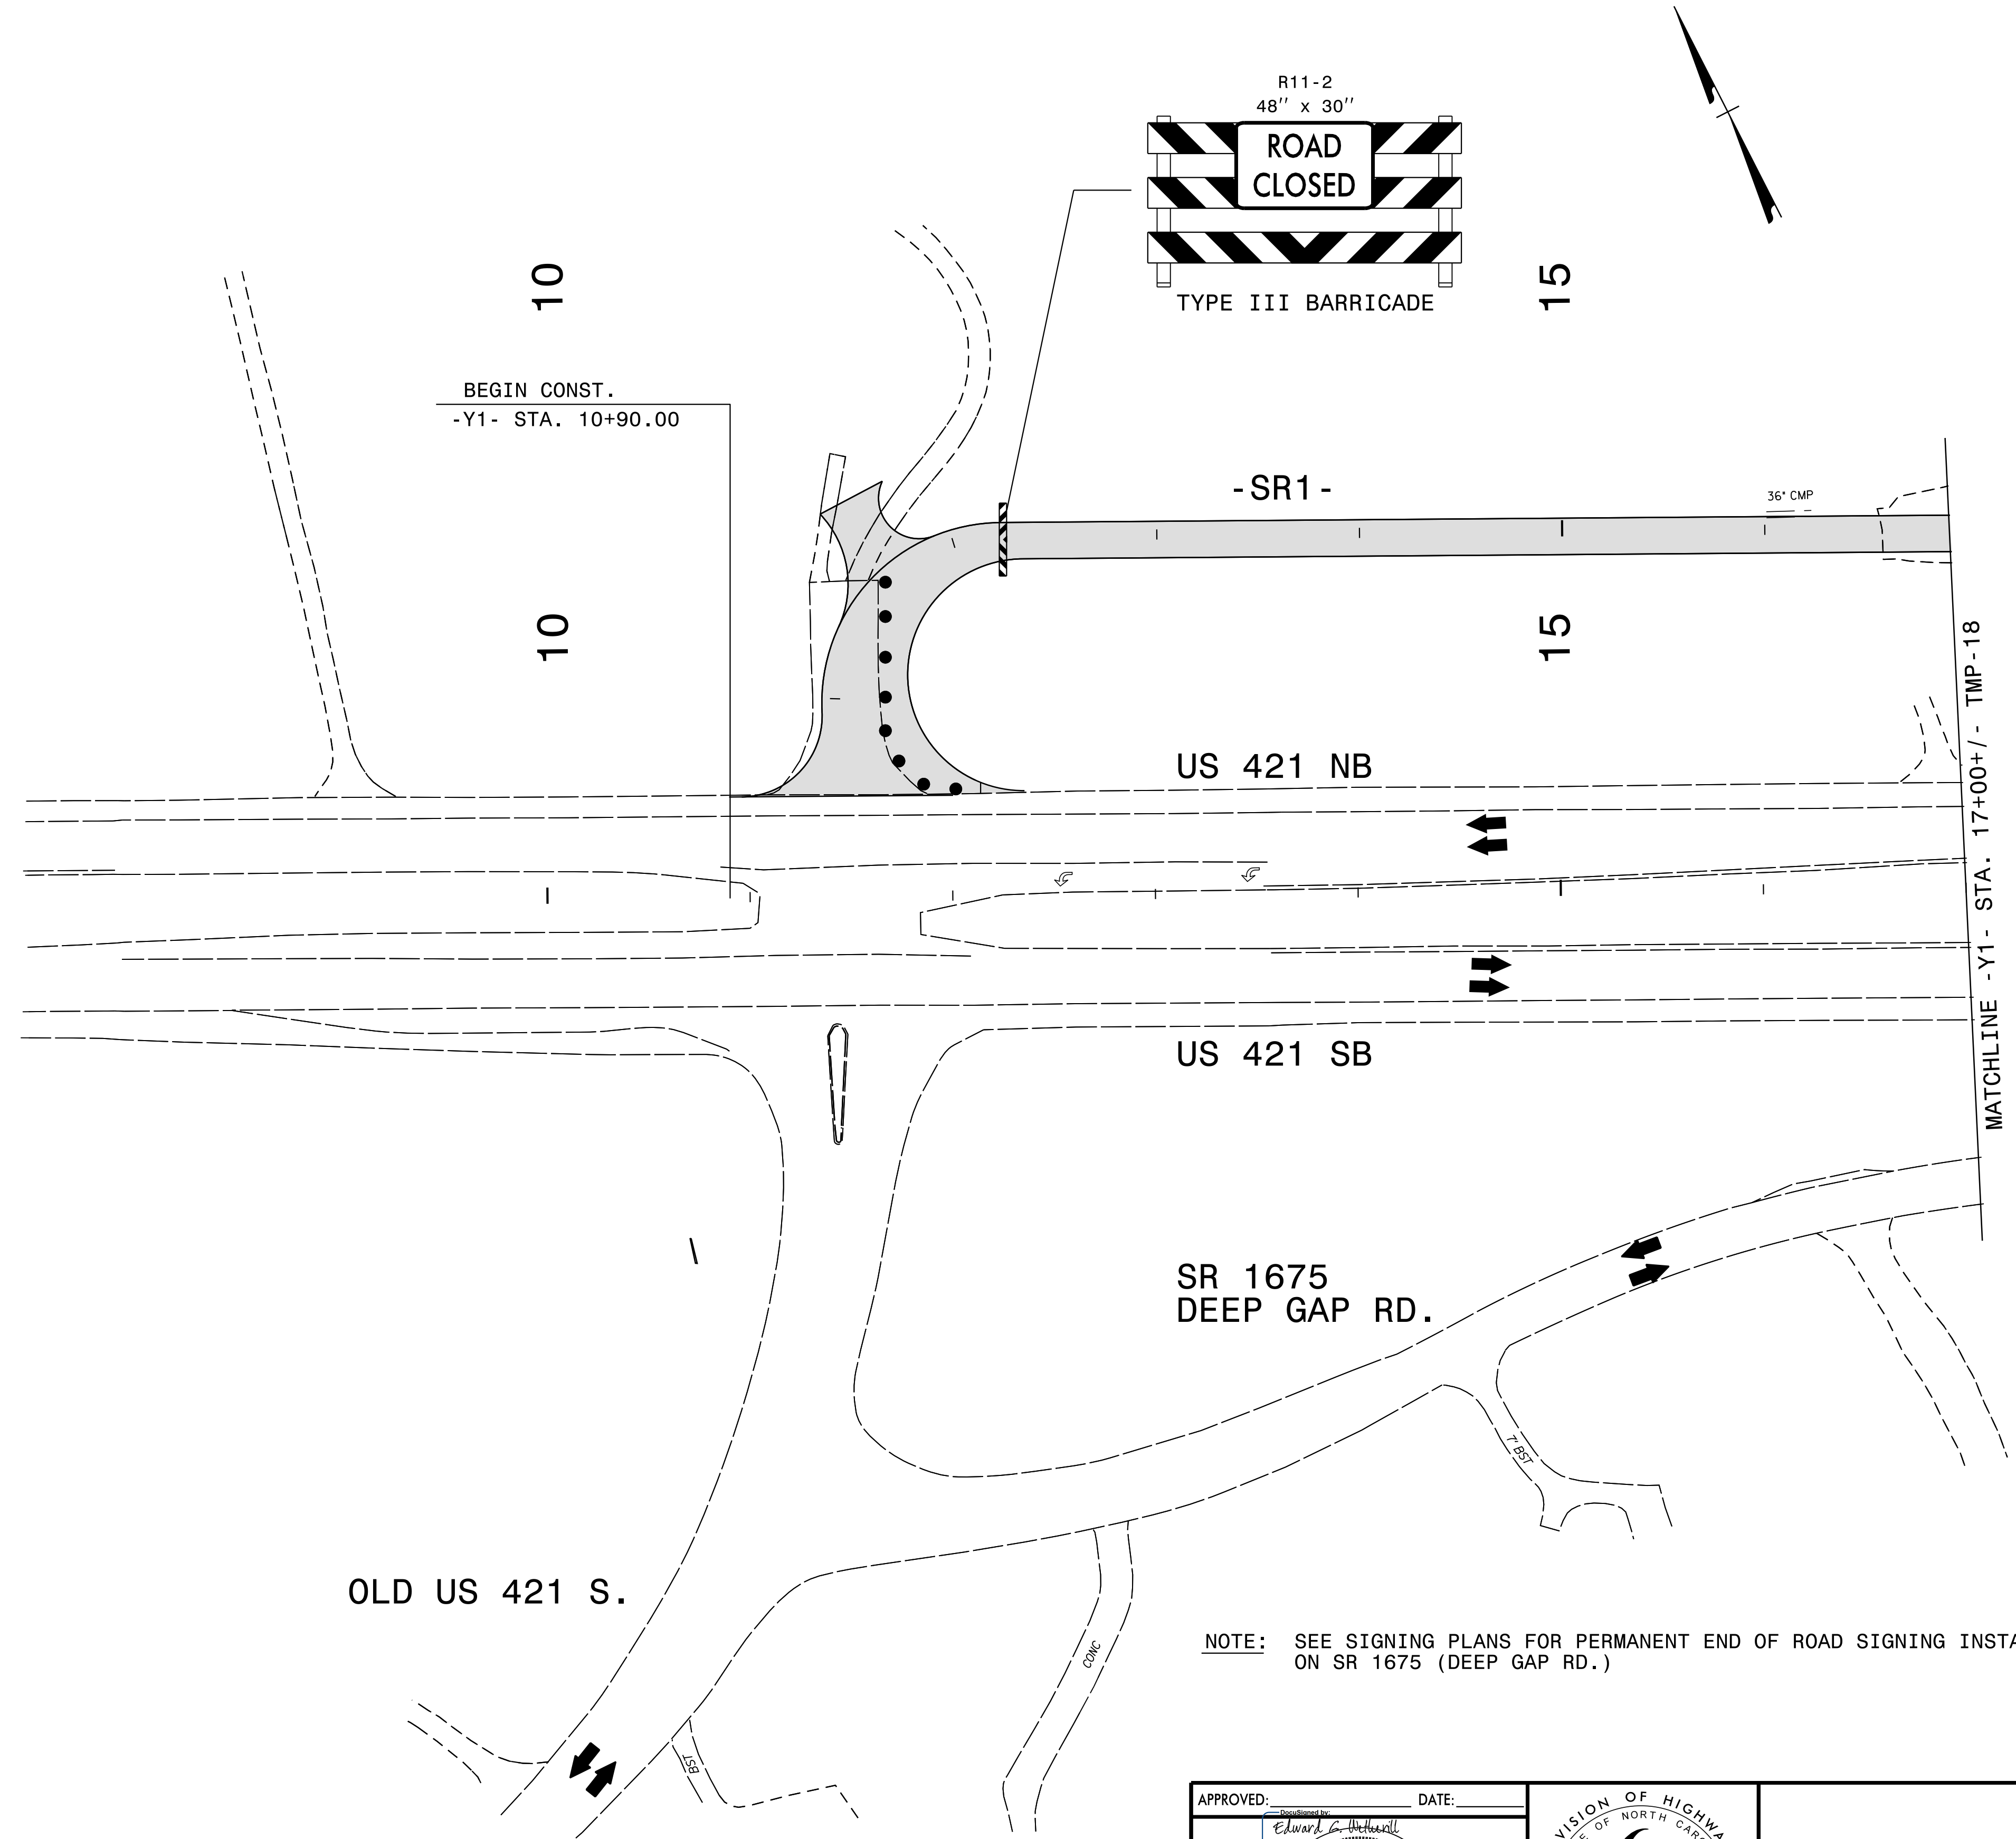 R11-2
48" x 30"
ROAD
CLOSED
TYPE III BARRICADE
10
15
BEGIN CONST.
-Y1- STA. 10+90.00
-SR1-
36" CMP
10
15
US 421 NB
MATCHLINE -Y1- STA. 17+00+/- TMP-18
US 421 SB
SR 1675
DEEP GAP RD.
7' BST
OLD US 421 S.
CONC
BST
NOTE: SEE SIGNING PLANS FOR PERMANENT END OF ROAD SIGNING INSTA
ON SR 1675 (DEEP GAP RD.)
APPROVED: DATE:
DocuSigned by:
Edward G. Wetherill
VISION OF HIGHWA
OF NORTH CARO